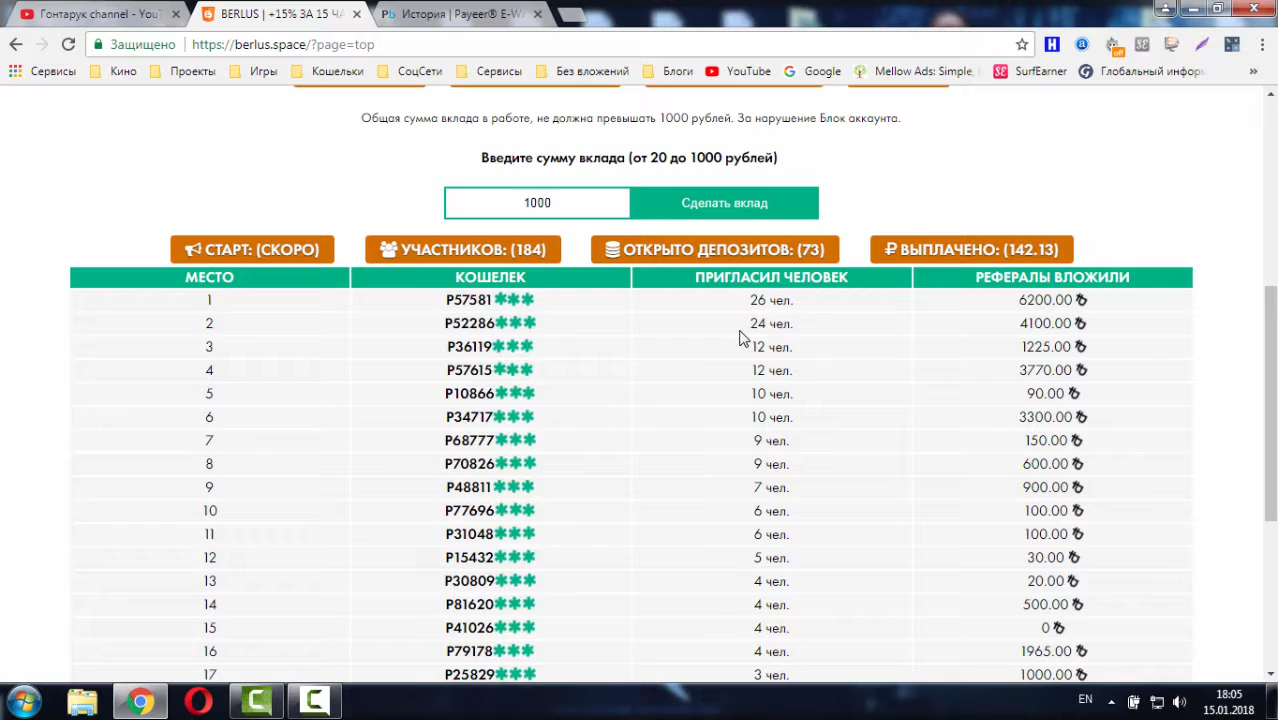 Гонтарук channel - YouT
BERLUS | +15% ЗА 15 ЧА
История | Payeer® E-Wa
Защищено
https://berlus.space/?page=top
Сервисы
Кино
Проекты
Игры
Кошельки
СоцСети
Сервисы
Без вложений
Блоги
YouTube
Google
Mellow Ads: Simple,
SurfEarner
Глобальный инфор
Общая сумма вклада в работе, не должна превышать 1000 рублей. За нарушение Блок аккаунта.
Введите сумму вклада (от 20 до 1000 рублей)
1000 Сделать вклад
СТАРТ: (СКОРО) УЧАСТНИКОВ: (184) ОТКРЫТО ДЕПОЗИТОВ: (73) ВЫПЛАЧЕНО: (142.13)
МЕСТО КОШЕЛЕК ПРИГЛАСИЛ ЧЕЛОВЕК РЕФЕРАЛЫ ВЛОЖИЛИ
1 P57581*** 26 чел. 6200.00
2 P52286*** 24 чел. 4100.00
3 P36119*** 12 чел. 1225.00
4 P57615*** 12 чел. 3770.00
5 P10866*** 10 чел. 90.00
6 P34717*** 10 чел. 3300.00
7 P68777*** 9 чел. 150.00
8 P70826*** 9 чел. 600.00
9 P48811*** 7 чел. 900.00
10 P77696*** 6 чел. 100.00
11 P31048*** 6 чел. 100.00
12 P15432*** 5 чел. 30.00
13 P30809*** 4 чел. 20.00
14 P81620*** 4 чел. 500.00
15 P41026*** 4 чел. 0
16 P79178*** 4 чел. 1965.00
17 P25829*** 3 чел. 1000.00
EN
18:05
15.01.2018